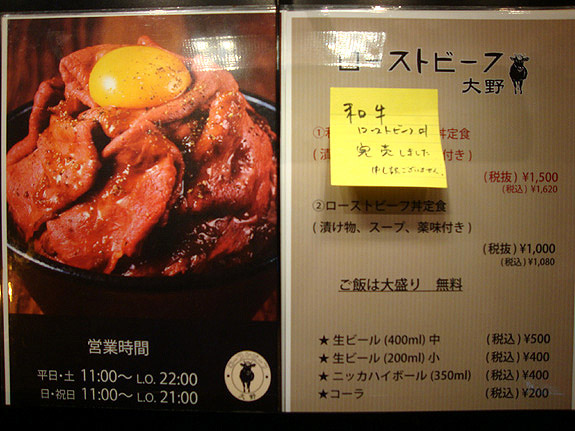 営業時間
平日・土 11:00〜 L.O. 22:00
日・祝日 11:00〜 L.O. 21:00
大野
ローストビーフ
大野
和牛
ローストビーフ丼
完売しました
申し訳ございません。
① 丼定食
( 漬 付き )
(税抜) ¥1,500
(税込) ¥1,620
② ローストビーフ丼定食
( 漬け物、スープ、薬味付き )
(税抜) ¥1,000
(税込) ¥1,080
ご飯は大盛り 無料
★ 生ビール (400ml) 中 (税込) ¥500
★ 生ビール (200ml) 小 (税込) ¥400
★ ニッカハイボール (350ml) (税込) ¥400
★ コーラ (税込) ¥200